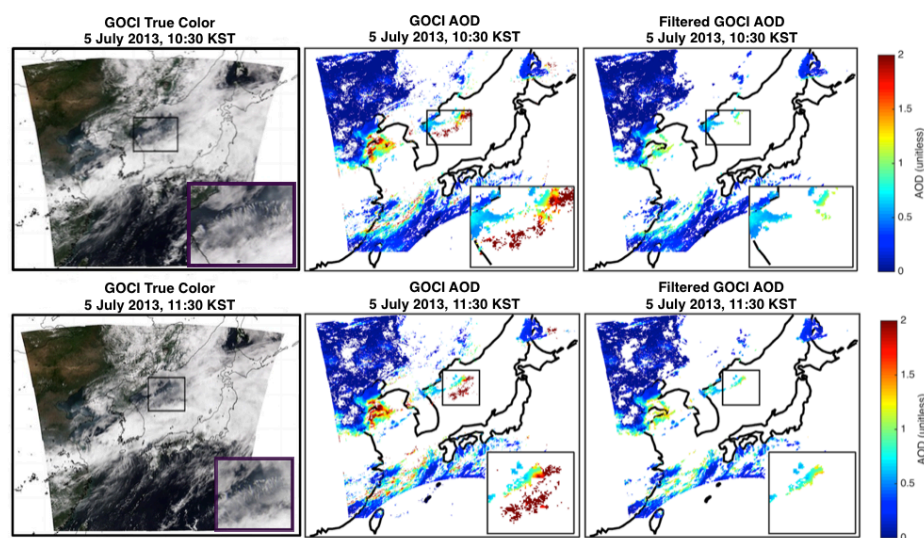 GOCI True Color
5 July 2013, 10:30 KST
GOCI AOD
5 July 2013, 10:30 KST
Filtered GOCI AOD
5 July 2013, 10:30 KST
2
1.5
1
0.5
0
AOD (unitless)
GOCI True Color
5 July 2013, 11:30 KST
GOCI AOD
5 July 2013, 11:30 KST
Filtered GOCI AOD
5 July 2013, 11:30 KST
2
1.5
1
0.5
0
AOD (unitless)